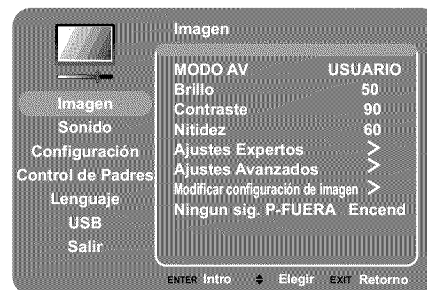 Imagen
Imagen
Sonido
Configuración
Control de Padres
Lenguaje
USB
Salir
MODO AV USUARIO
Brillo 50
Contraste 90
Nitidez 60
Ajustes Expertos >
Ajustes Avanzados >
Modificar configuración de imagen >
Ningun sig. P-FUERA Encend
ENTER Intro Elegir EXIT Retorno